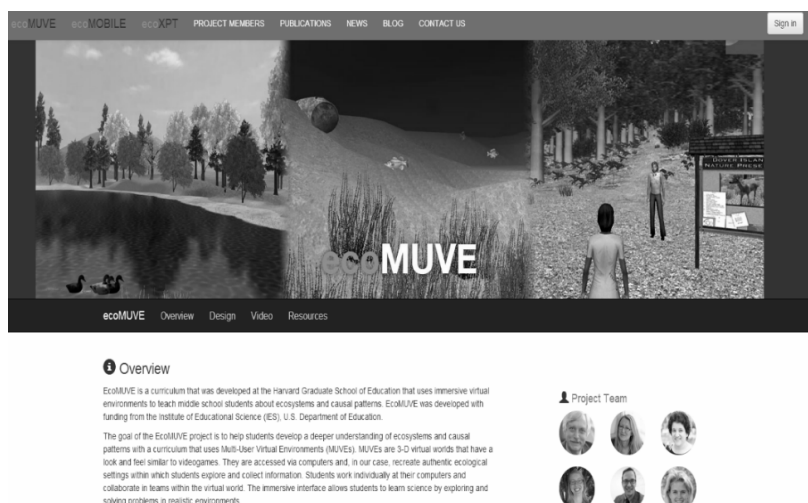 ecoMUVE ecoMOBILE ecoXPT PROJECT MEMBERS PUBLICATIONS NEWS BLOG CONTACT US Sign In
DOVER ISLAND
NATURE PRESE
ecoMUVE
ecoMUVE Overview Design Video Resources
Overview
EcoMUVE is a curriculum that was developed at the Harvard Graduate School of Education that uses immersive virtual
environments to teach middle school students about ecosystems and causal patterns. EcoMUVE was developed with
funding from the Institute of Educational Science (IES), U.S. Department of Education.
The goal of the EcoMUVE project is to help students develop a deeper understanding of ecosystems and causal
patterns with a curriculum that uses Multi-User Virtual Environments (MUVEs). MUVEs are 3-D virtual worlds that have a
look and feel similar to videogames. They are accessed via computers and, in our case, recreate authentic ecological
settings within which students explore and collect information. Students work individually at their computers and
collaborate in teams within the virtual world. The immersive interface allows students to learn science by exploring and
solving problems in realistic environments.
Project Team